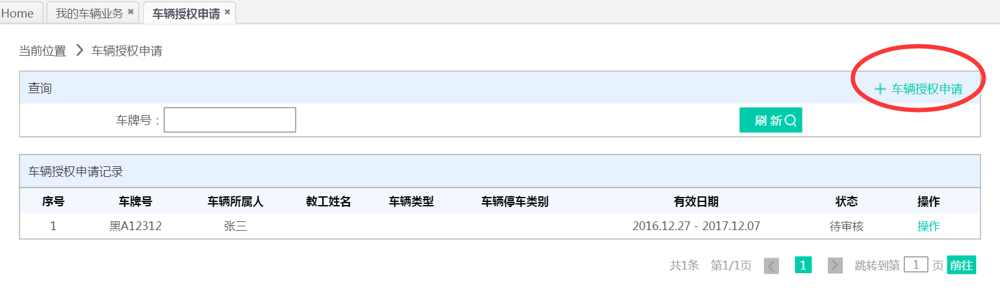 Home 我的车辆业务 × 车辆授权申请 ×
当前位置 > 车辆授权申请
查询 + 车辆授权申请
车牌号： 刷 新
车辆授权申请记录
序号 车牌号 车辆所属人 教工姓名 车辆类型 车辆停车类别 有效日期 状态 操作
1 黑A12312 张三 2016.12.27 - 2017.12.07 待审核 操作
共1条 第1/1页 < 1 > 跳转到第 1 页 前往